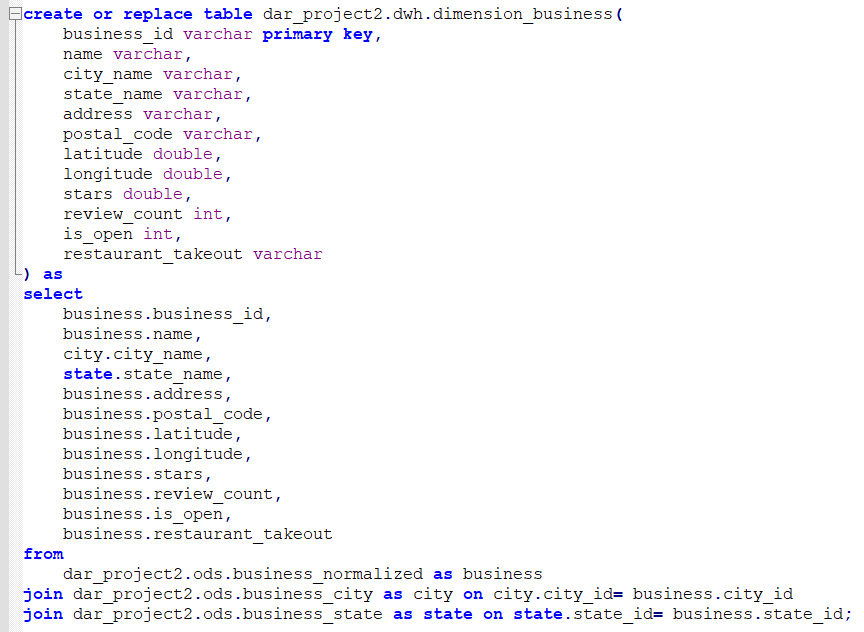 create or replace table dar_project2.dwh.dimension_business(
    business_id varchar primary key,
    name varchar,
    city_name varchar,
    state_name varchar,
    address varchar,
    postal_code varchar,
    latitude double,
    longitude double,
    stars double,
    review_count int,
    is_open int,
    restaurant_takeout varchar
) as
select
    business.business_id,
    business.name,
    city.city_name,
    state.state_name,
    business.address,
    business.postal_code,
    business.latitude,
    business.longitude,
    business.stars,
    business.review_count,
    business.is_open,
    business.restaurant_takeout
from
    dar_project2.ods.business_normalized as business
join dar_project2.ods.business_city as city on city.city_id= business.city_id
join dar_project2.ods.business_state as state on state.state_id= business.state_id;